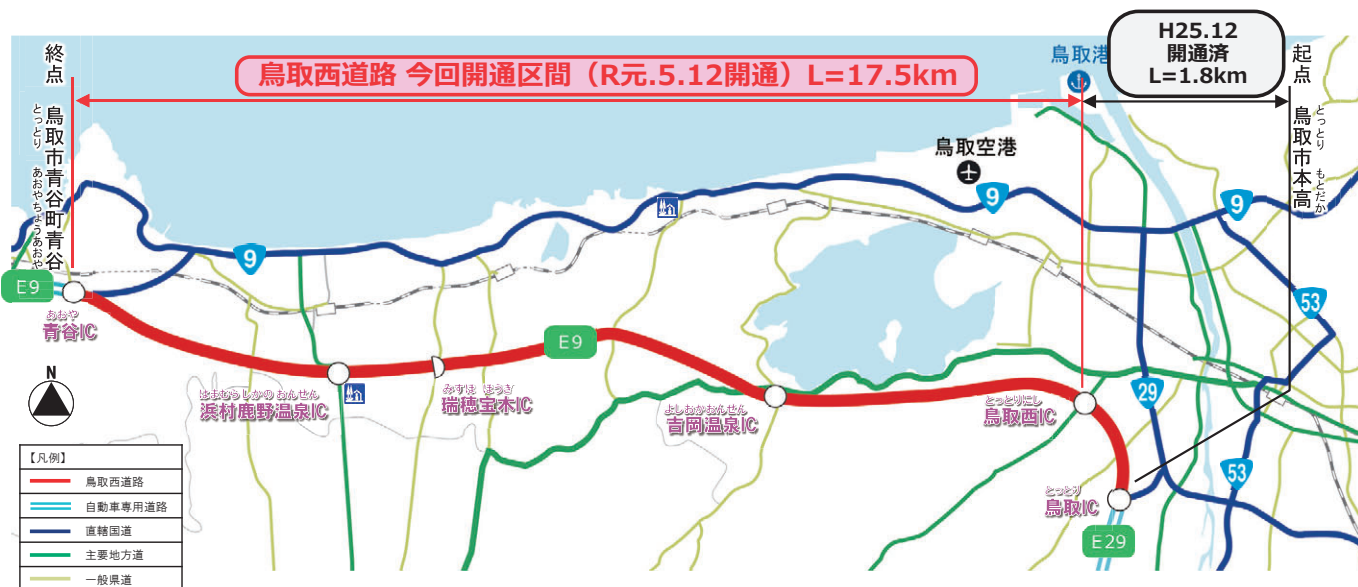 鳥取西道路 今回開通区間（R元.5.12開通）L=17.5km
H25.12
開通済
L=1.8km
終点
鳥取市青谷町青谷
とっとり
あおやちょうあおや
起点
鳥取市本高
とっとり
もとだか
鳥取港
鳥取空港
9
9
9
53
53
29
E9
E9
E29
あおや
青谷IC
はまむらしかのおんせん
浜村鹿野温泉IC
みずほ ほうぎ
瑞穂宝木IC
よしおかおんせん
吉岡温泉IC
とっとりにし
鳥取西IC
とっとり
鳥取IC
N
【凡例】
鳥取西道路
自動車専用道路
直轄国道
主要地方道
一般県道